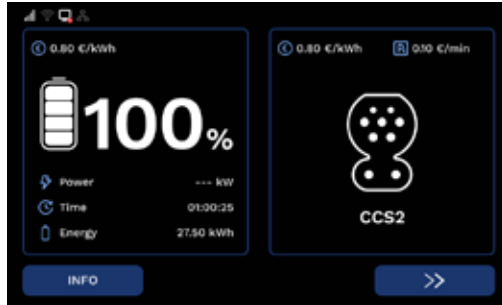 0.80 €/kWh
100%
Power --- kW
Time 01:00:25
Energy 27.50 kWh
0.80 €/kWh 0.10 €/min
CCS2
INFO >>